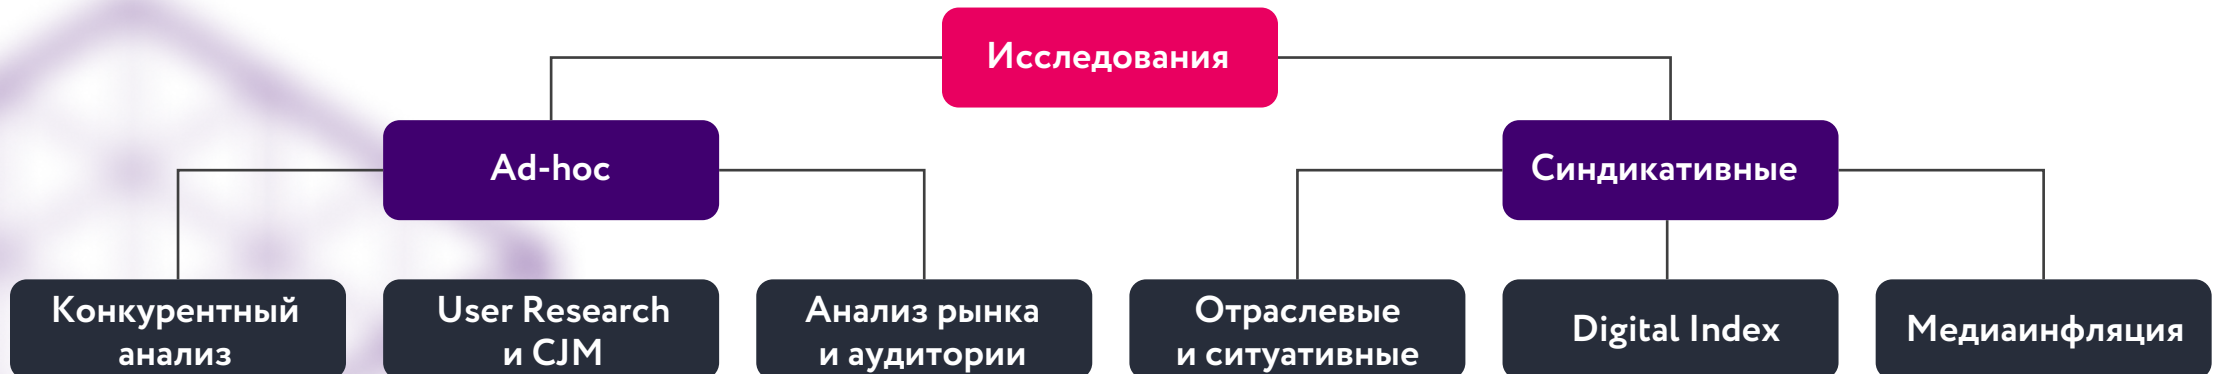 Исследования
Ad-hoc
Синдикативные
Конкурентный
анализ
User Research
и CJM
Анализ рынка
и аудитории
Отраслевые
и ситуативные
Digital Index
Медиаинфляция